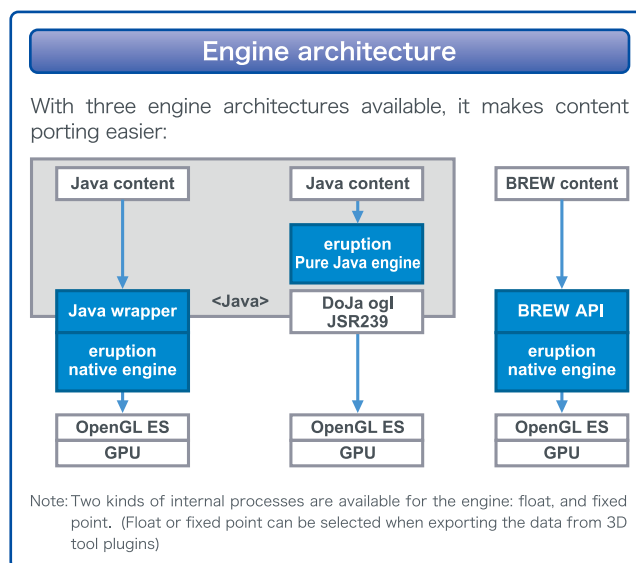 Engine architecture
With three engine architectures available, it makes content
porting easier:
Java content
Java content
BREW content
eruption
Pure Java engine
<Java>
Java wrapper
DoJa ogl
JSR239
BREW API
eruption
native engine
eruption
native engine
OpenGL ES
GPU
OpenGL ES
GPU
OpenGL ES
GPU
Note: Two kinds of internal processes are available for the engine: float, and fixed
point. (Float or fixed point can be selected when exporting the data from 3D
tool plugins)